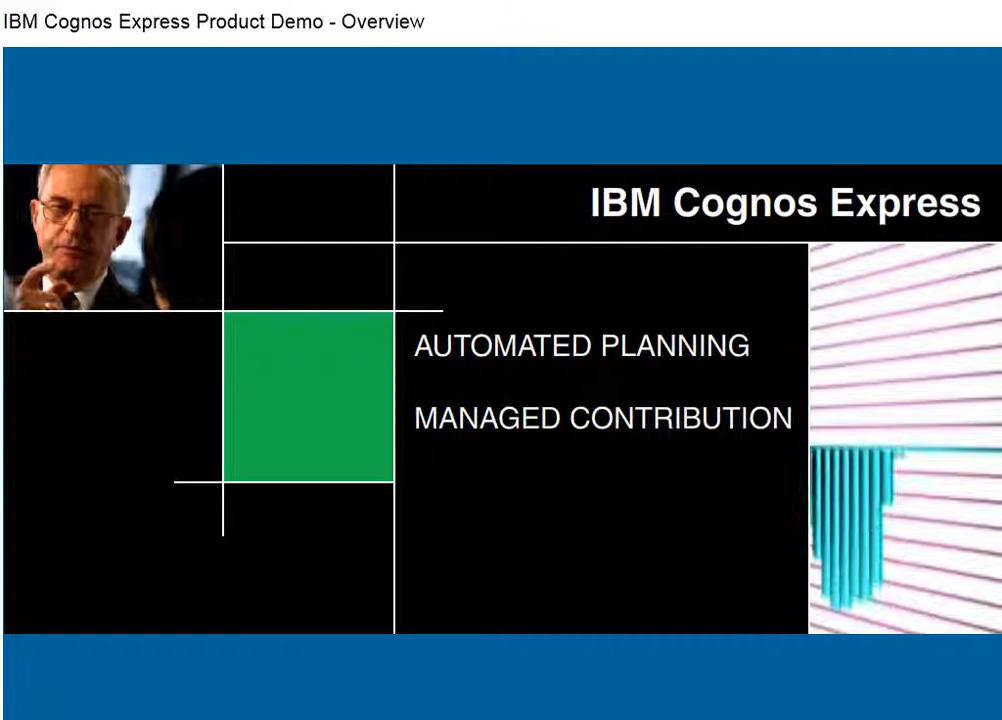 IBM Cognos Express Product Demo - Overview
IBM Cognos Express
AUTOMATED PLANNING
MANAGED CONTRIBUTION